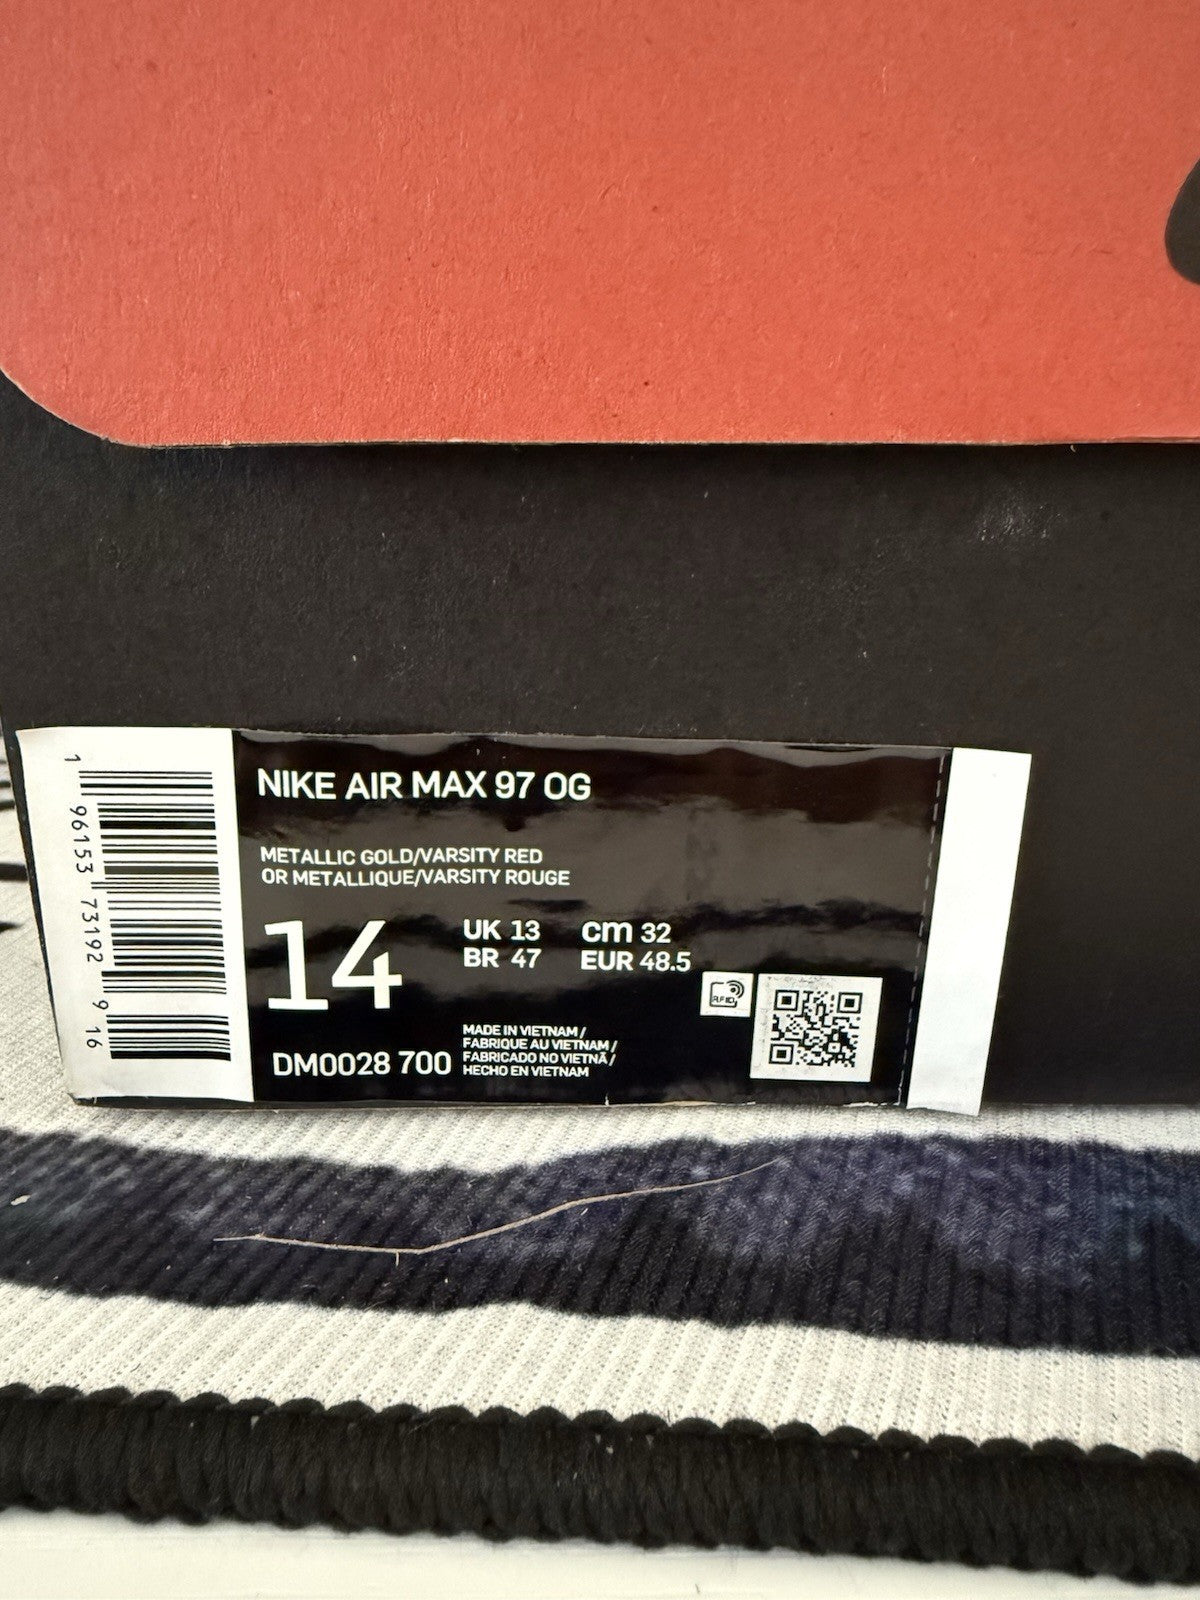 1 96153 73192 9 16
NIKE AIR MAX 97 OG
METALLIC GOLD/VARSITY RED
OR METALLIQUE/VARSITY ROUGE
14
UK 13 cm 32
BR 47 EUR 48.5
RFID
DM0028 700
MADE IN VIETNAM /
FABRIQUE AU VIETNAM /
FABRICADO NO VIETNÃ /
HECHO EN VIETNAM